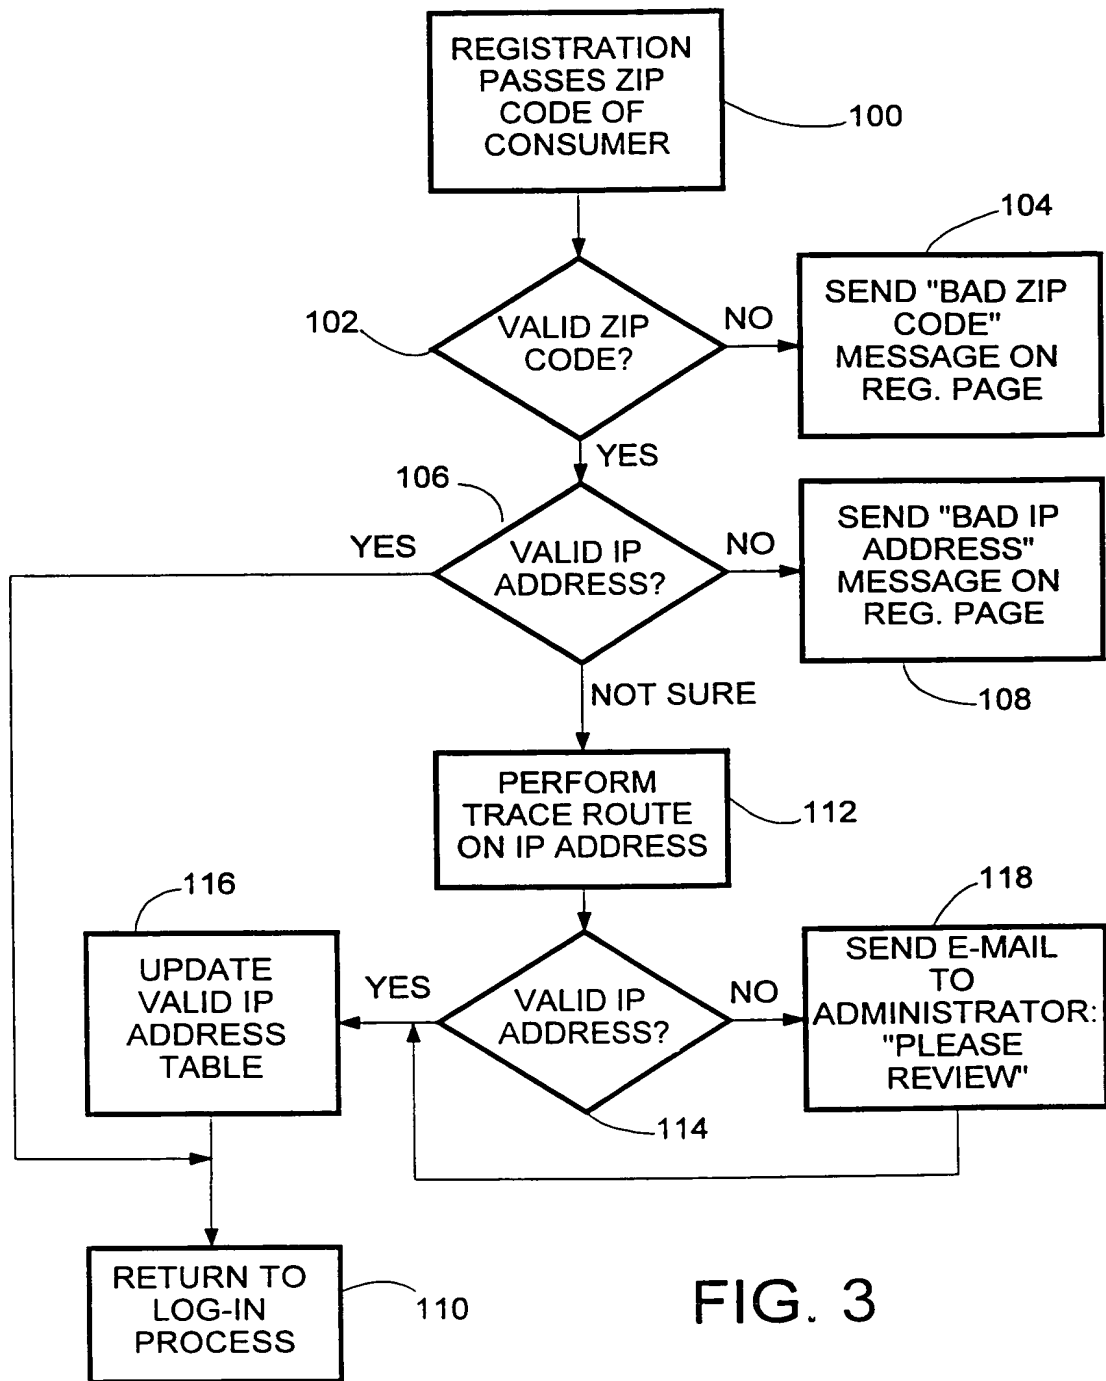 REGISTRATION
PASSES ZIP
CODE OF
CONSUMER
100
104
102
VALID ZIP
CODE?
NO
SEND "BAD ZIP
CODE"
MESSAGE ON
REG. PAGE
YES
106
YES
VALID IP
ADDRESS?
NO
SEND "BAD IP
ADDRESS"
MESSAGE ON
REG. PAGE
108
NOT SURE
PERFORM
TRACE ROUTE
ON IP ADDRESS
112
116
118
UPDATE
VALID IP
ADDRESS
TABLE
YES
VALID IP
ADDRESS?
NO
SEND E-MAIL
TO
ADMINISTRATOR:
"PLEASE
REVIEW"
114
RETURN TO
LOG-IN
PROCESS
110
FIG. 3